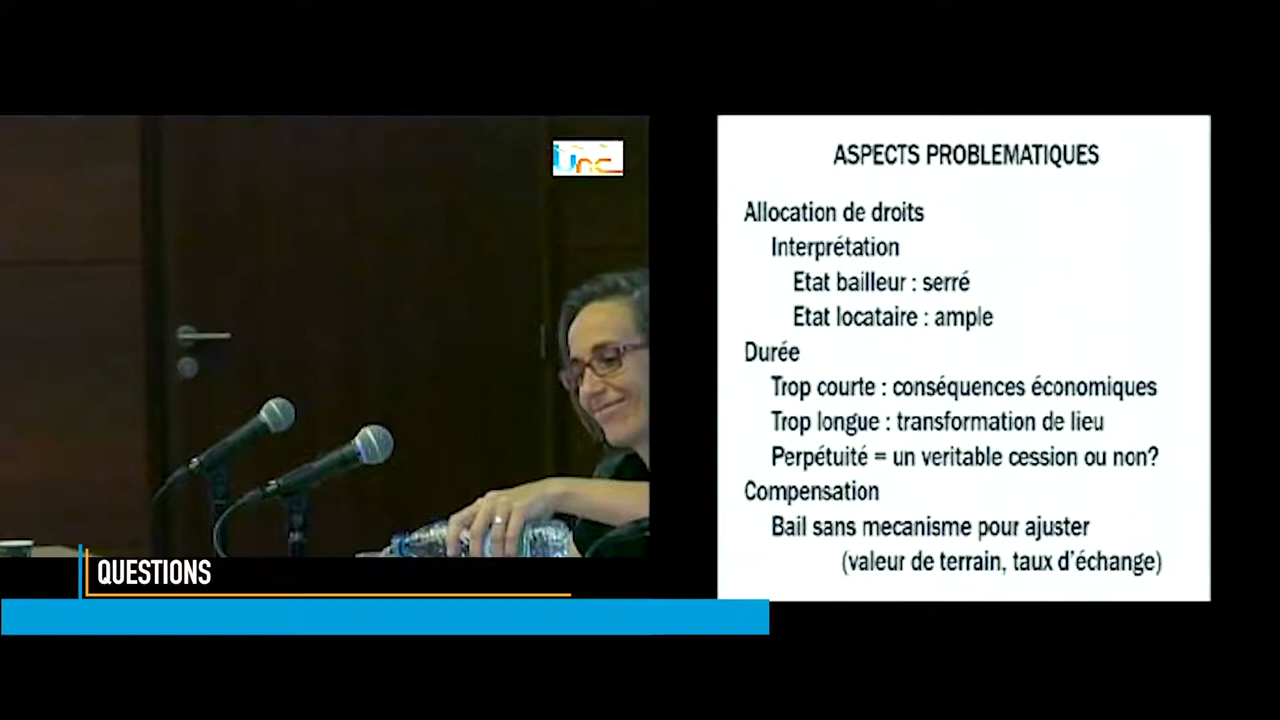 unc
ASPECTS PROBLEMATIQUES
Allocation de droits
Interprétation
Etat bailleur : serré
Etat locataire : ample
Durée
Trop courte : conséquences économiques
Trop longue : transformation de lieu
Perpétuité = un veritable cession ou non?
Compensation
Bail sans mecanisme pour ajuster
(valeur de terrain, taux d'échange)
QUESTIONS